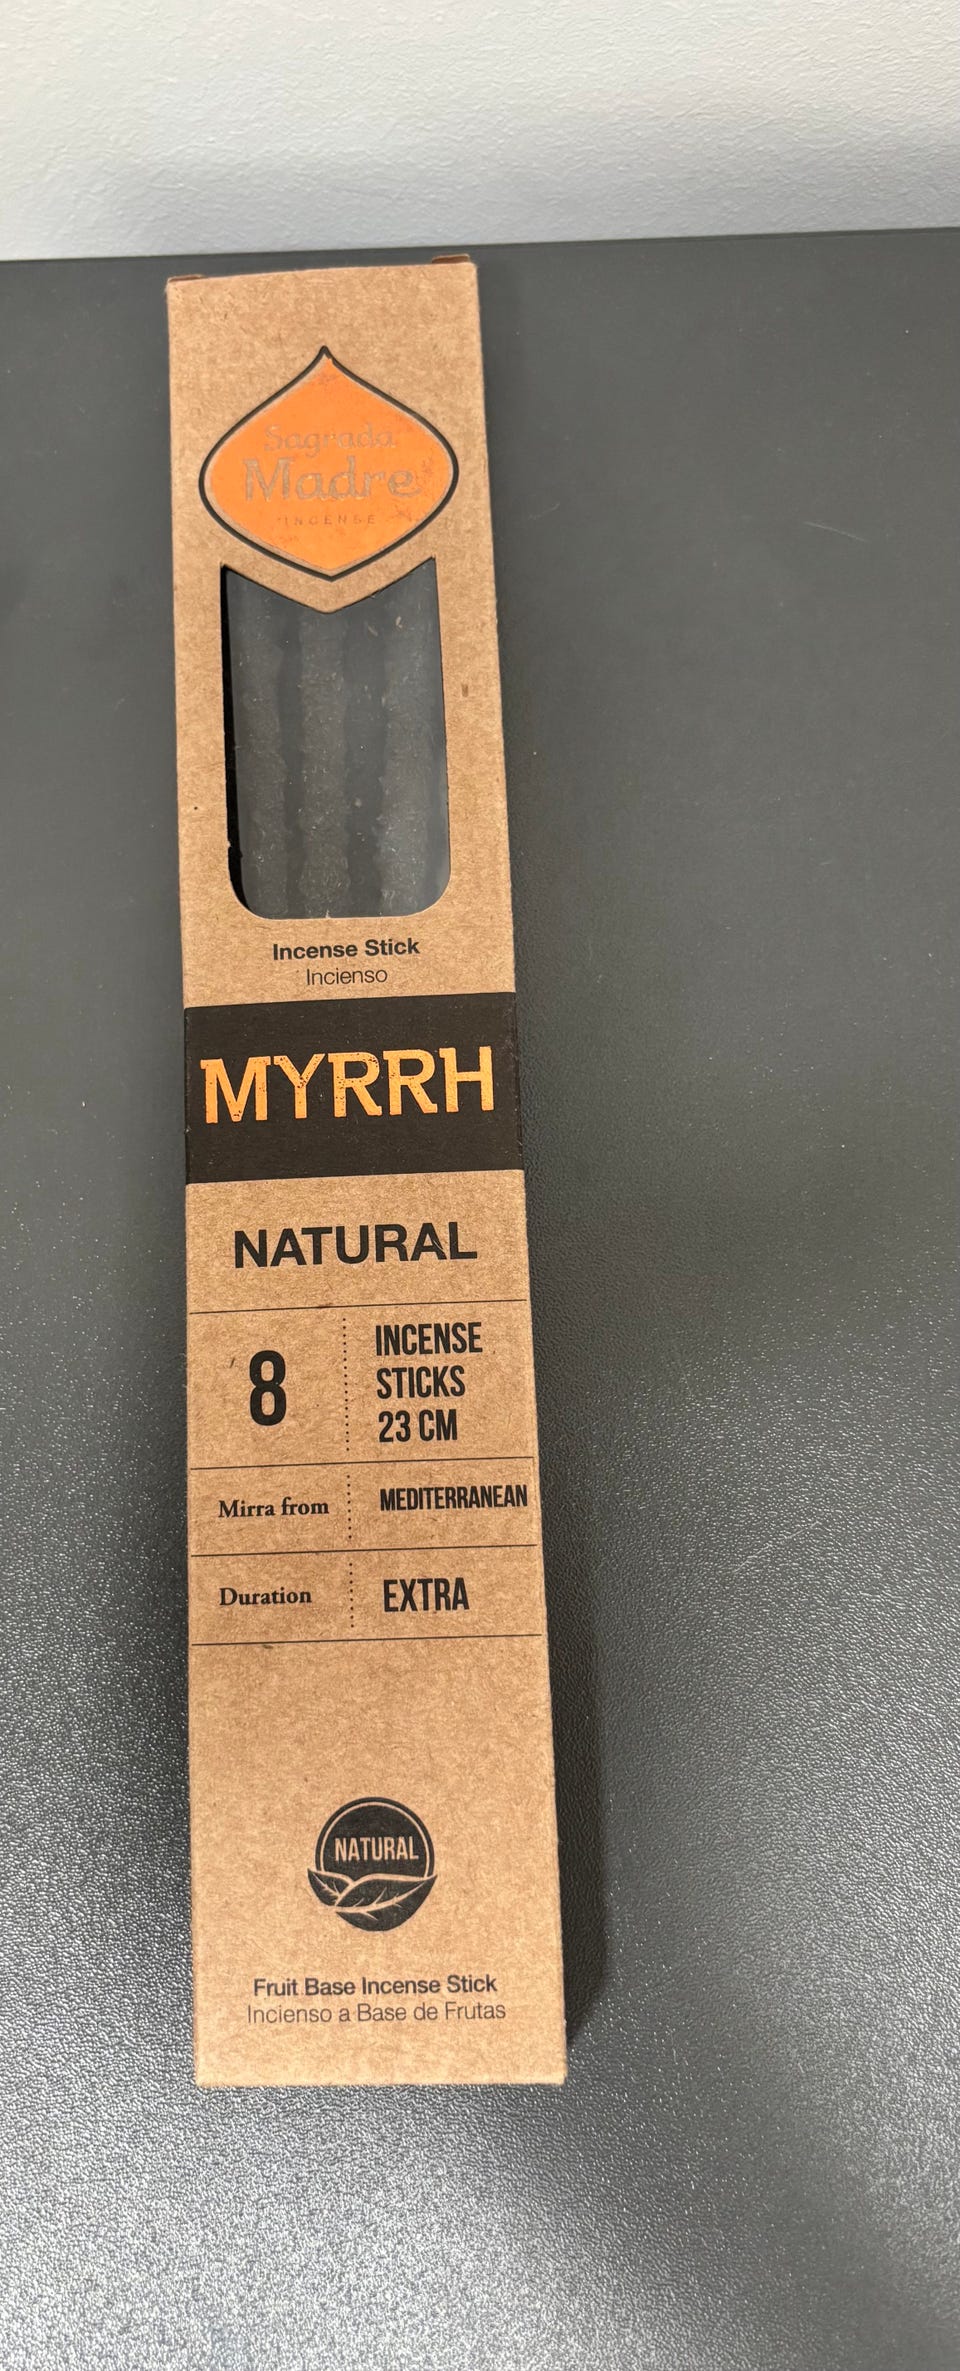 Sagrada
Madre
INCENSE
Incense Stick
Incienso
MYRRH
NATURAL
8
INCENSE
STICKS
23 CM
Mirra from
MEDITERRANEAN
Duration
EXTRA
NATURAL
Fruit Base Incense Stick
Incienso a Base de Frutas